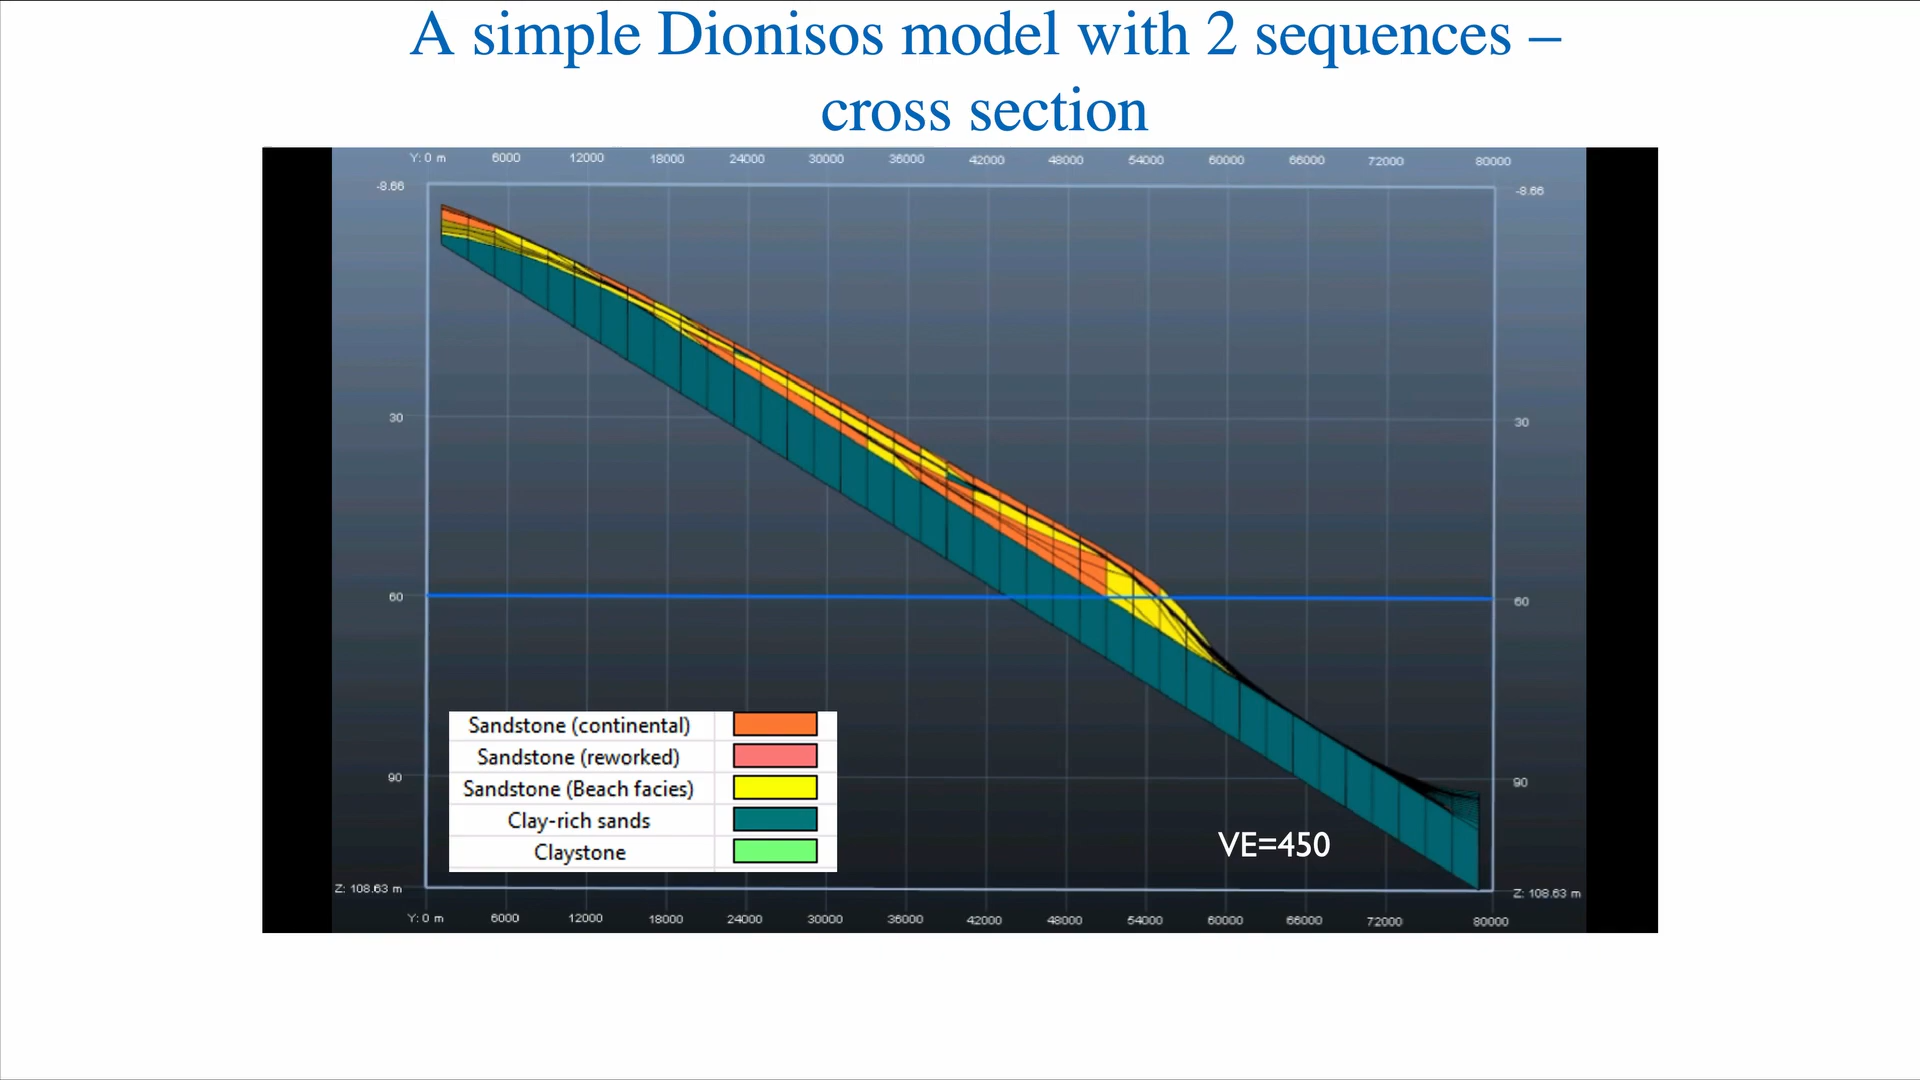 A simple Dionisos model with 2 sequences –
cross section
Y: 0 m 6000 12000 18000 24000 30000 36000 42000 48000 54000 60000 66000 72000 80000
-8.66 -8.66
30 30
60 60
Sandstone (continental)
Sandstone (reworked)
90 90
Sandstone (Beach facies)
Clay-rich sands
VE=450
Claystone
Z: 108.63 m Z: 108.63 m
Y: 0 m 6000 12000 18000 24000 30000 36000 42000 48000 54000 60000 66000 72000 80000